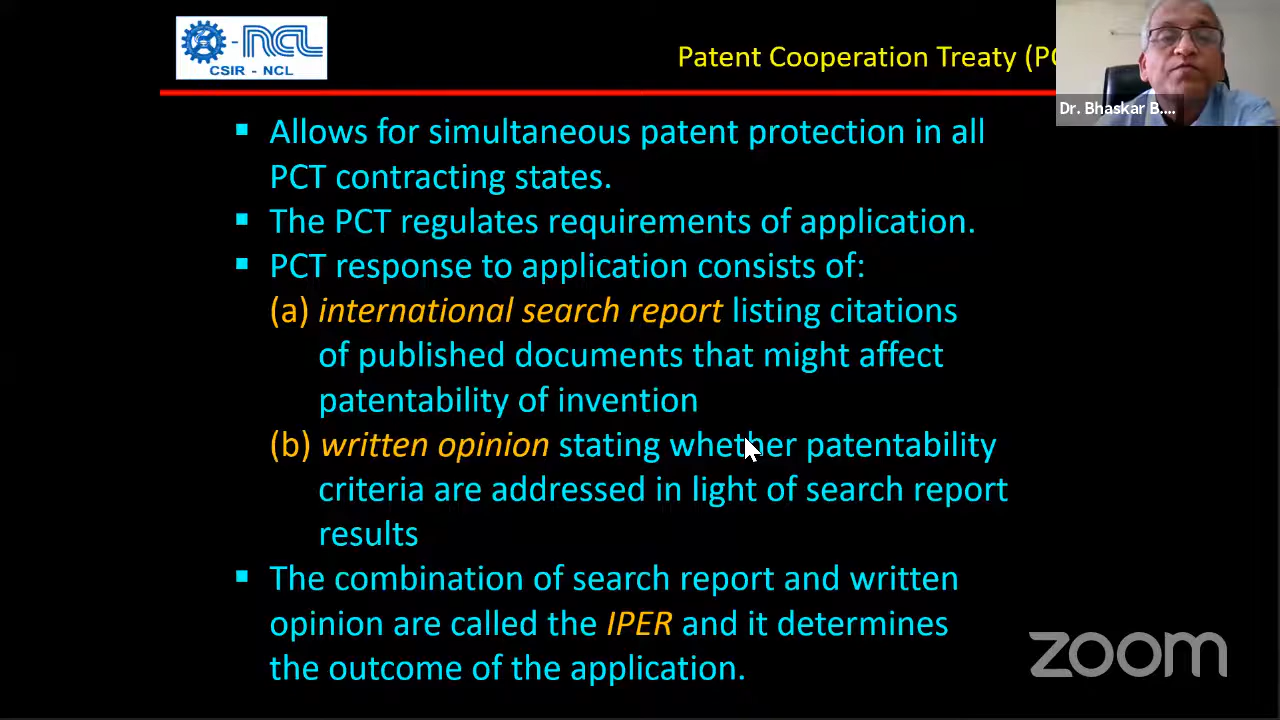 -NCL
CSIR - NCL
Patent Cooperation Treaty (PC
Dr. Bhaskar B....
▪ Allows for simultaneous patent protection in all
PCT contracting states.
▪ The PCT regulates requirements of application.
▪ PCT response to application consists of:
(a) international search report listing citations
of published documents that might affect
patentability of invention
(b) written opinion stating whether patentability
criteria are addressed in light of search report
results
▪ The combination of search report and written
opinion are called the IPER and it determines
the outcome of the application.
zoom